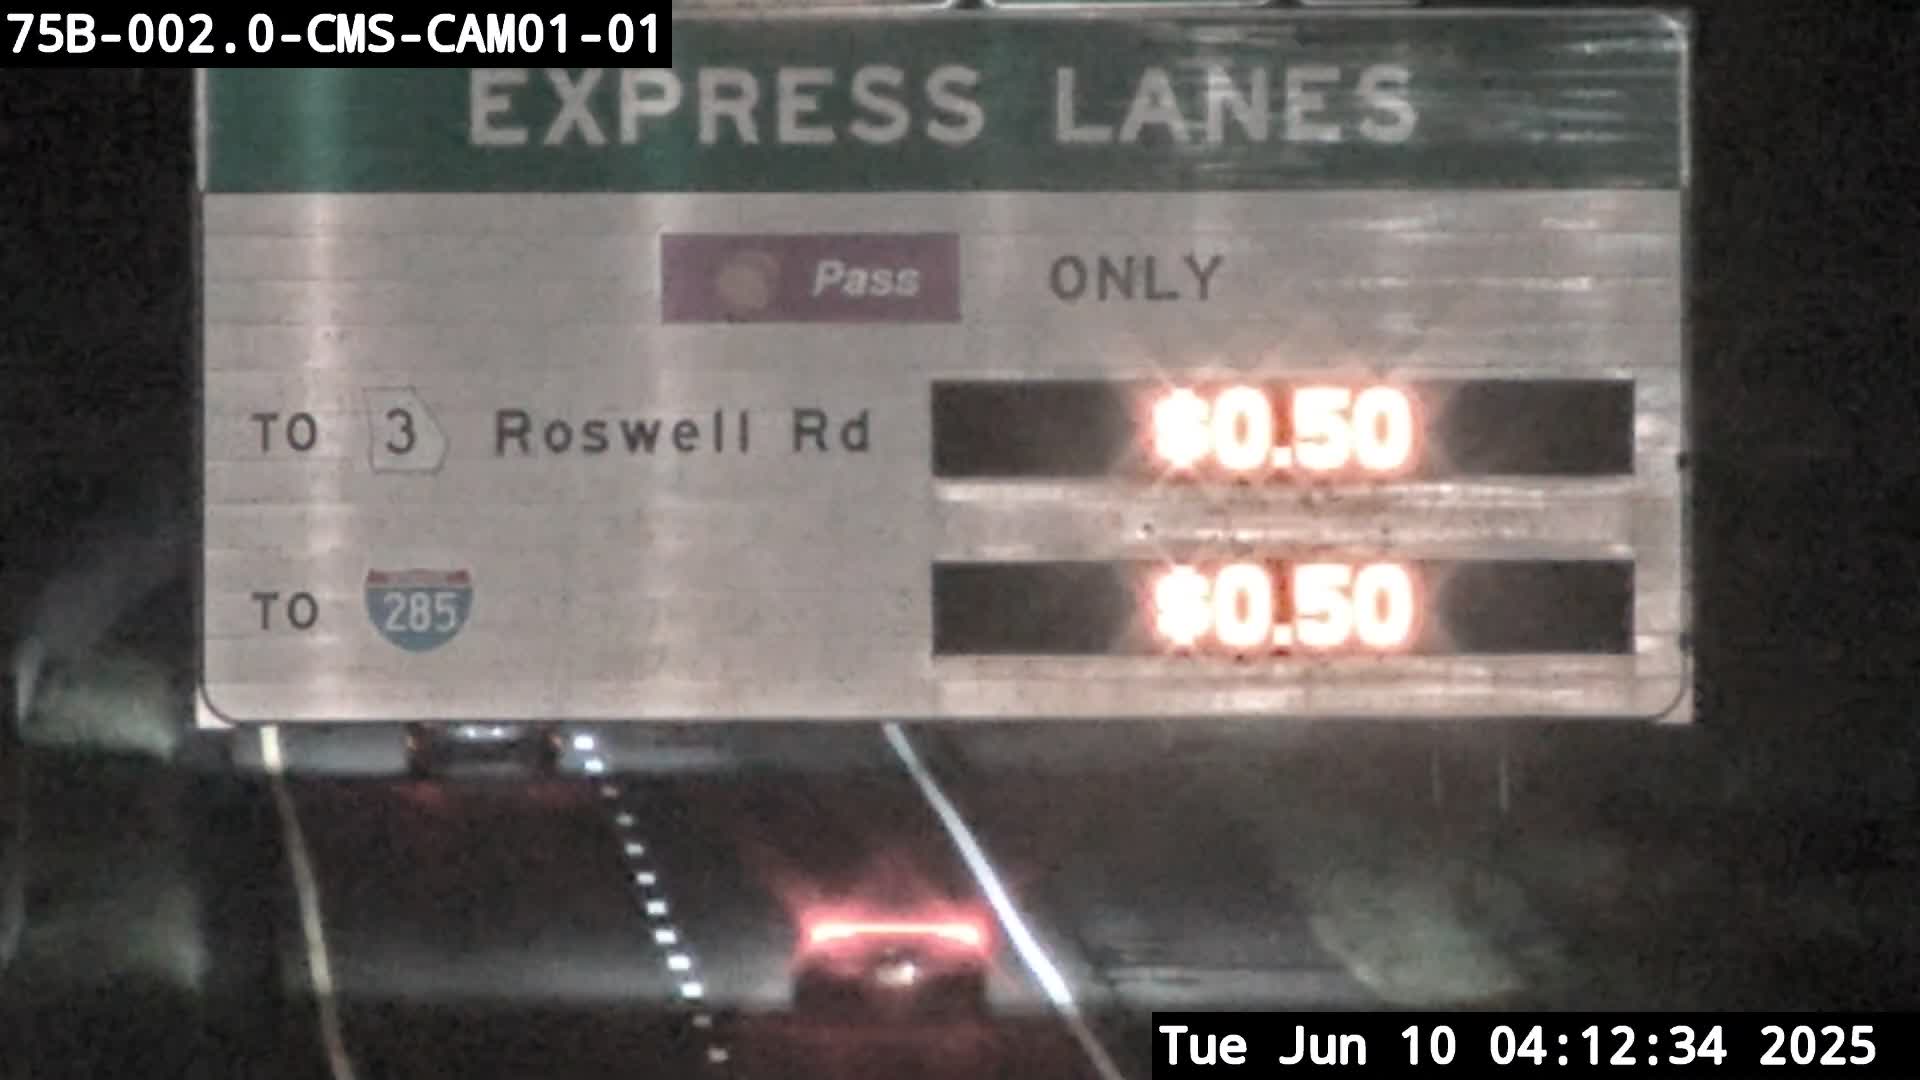 75B-002.0-CMS-CAM01-01
EXPRESS LANES
Pass ONLY
TO 3 Roswell Rd $0.50
TO 285 $0.50
Tue Jun 10 04:12:34 2025